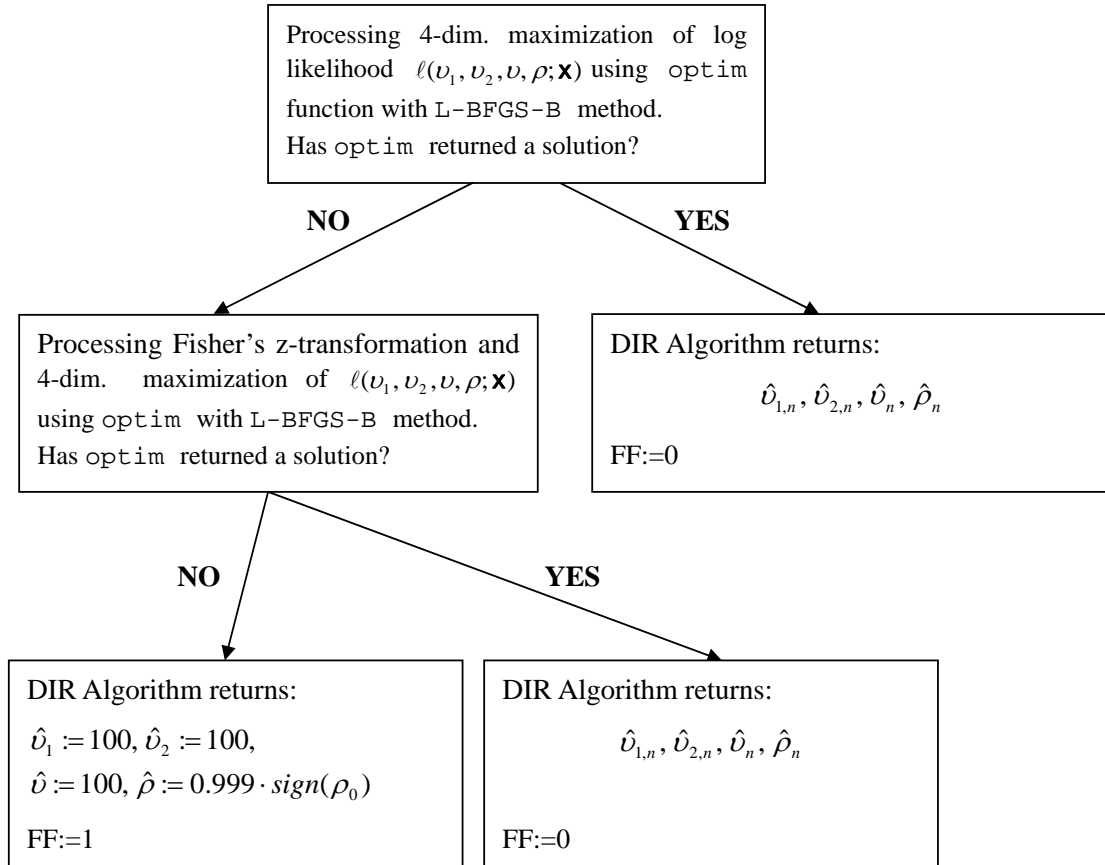 Processing 4-dim. maximization of log
likelihood ℓ(υ₁, υ₂, υ, ρ; x) using optim
function with L-BFGS-B method.
Has optim returned a solution?
NO
YES
Processing Fisher's z-transformation and
4-dim. maximization of ℓ(υ₁, υ₂, υ, ρ; x)
using optim with L-BFGS-B method.
Has optim returned a solution?
DIR Algorithm returns:
υ̂₁,ₙ, υ̂₂,ₙ, υ̂ₙ, ρ̂ₙ
FF:=0
NO
YES
DIR Algorithm returns:
υ̂₁ := 100, υ̂₂ := 100,
υ̂ := 100, ρ̂ := 0.999 · sign(ρ₀)
FF:=1
DIR Algorithm returns:
υ̂₁,ₙ, υ̂₂,ₙ, υ̂ₙ, ρ̂ₙ
FF:=0